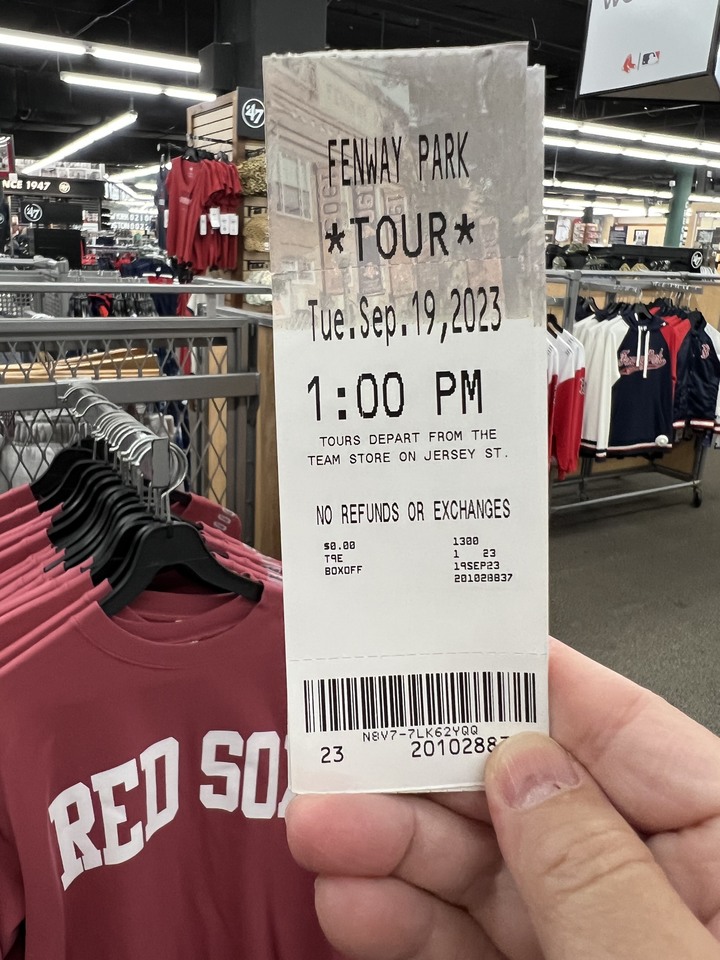 FENWAY PARK
*TOUR*
Tue.Sep.19,2023
1:00 PM
TOURS DEPART FROM THE
TEAM STORE ON JERSEY ST.
NO REFUNDS OR EXCHANGES
$0.00 1300
T9E 1 23
BOXOFF 19SEP23
201028837
N8V7-7LK62YQQ
23 2010288
'47
NCE 1947
'47
RED SO